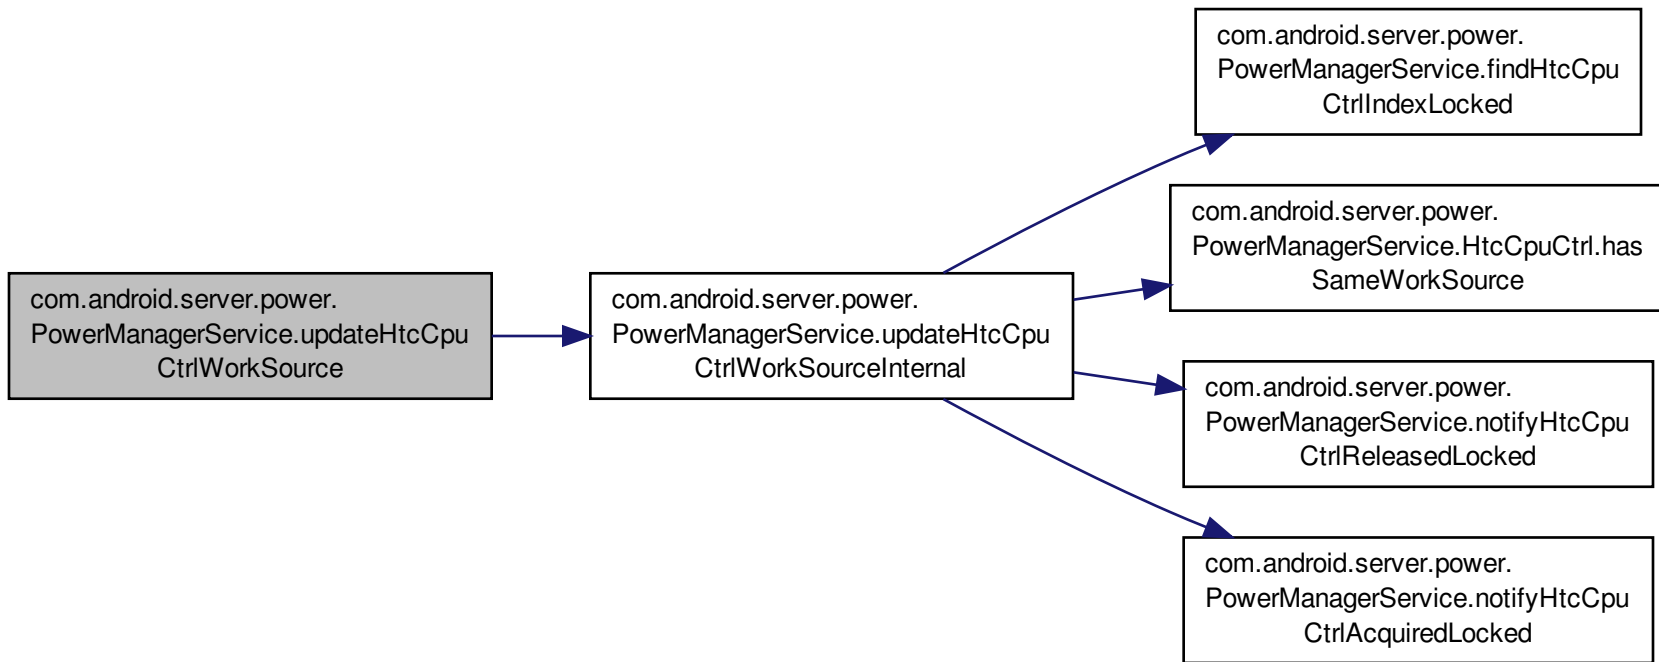 com.android.server.power.
PowerManagerService.updateHtcCpu
CtrlWorkSource
com.android.server.power.
PowerManagerService.updateHtcCpu
CtrlWorkSourceInternal
com.android.server.power.
PowerManagerService.findHtcCpu
CtrlIndexLocked
com.android.server.power.
PowerManagerService.HtcCpuCtrl.has
SameWorkSource
com.android.server.power.
PowerManagerService.notifyHtcCpu
CtrlReleasedLocked
com.android.server.power.
PowerManagerService.notifyHtcCpu
CtrlAcquiredLocked